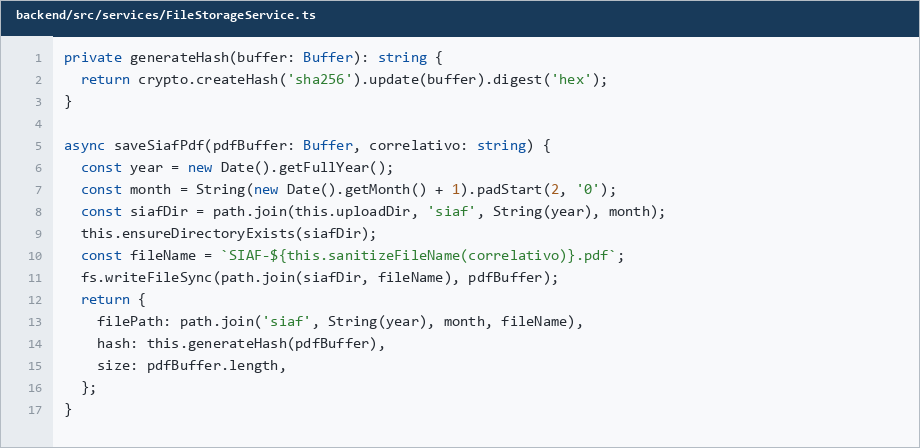 backend/src/services/FileStorageService.ts
1 private generateHash(buffer: Buffer): string {
2   return crypto.createHash('sha256').update(buffer).digest('hex');
3 }
4
5 async saveSiafPdf(pdfBuffer: Buffer, correlativo: string) {
6   const year = new Date().getFullYear();
7   const month = String(new Date().getMonth() + 1).padStart(2, '0');
8   const siafDir = path.join(this.uploadDir, 'siaf', String(year), month);
9   this.ensureDirectoryExists(siafDir);
10   const fileName = `SIAF-${this.sanitizeFileName(correlativo)}.pdf`;
11   fs.writeFileSync(path.join(siafDir, fileName), pdfBuffer);
12   return {
13     filePath: path.join('siaf', String(year), month, fileName),
14     hash: this.generateHash(pdfBuffer),
15     size: pdfBuffer.length,
16   };
17 }